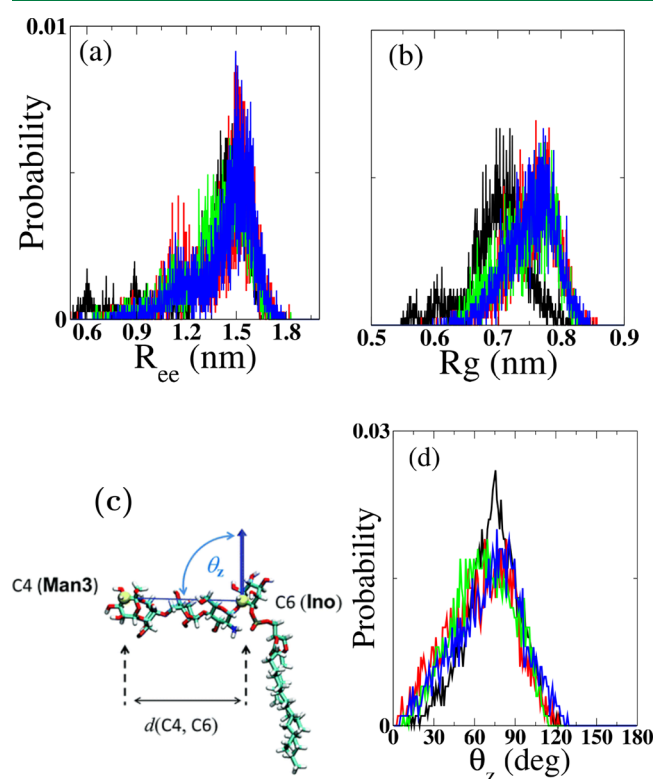 0.01
(a)
Probability
0
0.6 0.9 1.2 1.5 1.8
R_ee (nm)
(b)
0.5 0.6 0.7 0.8 0.9
Rg (nm)
(c)
C4 (Man3)
θz
C6 (Ino)
d(C4, C6)
0.03
(d)
Probability
0
0 30 60 90 120 150 180
θz (deg)